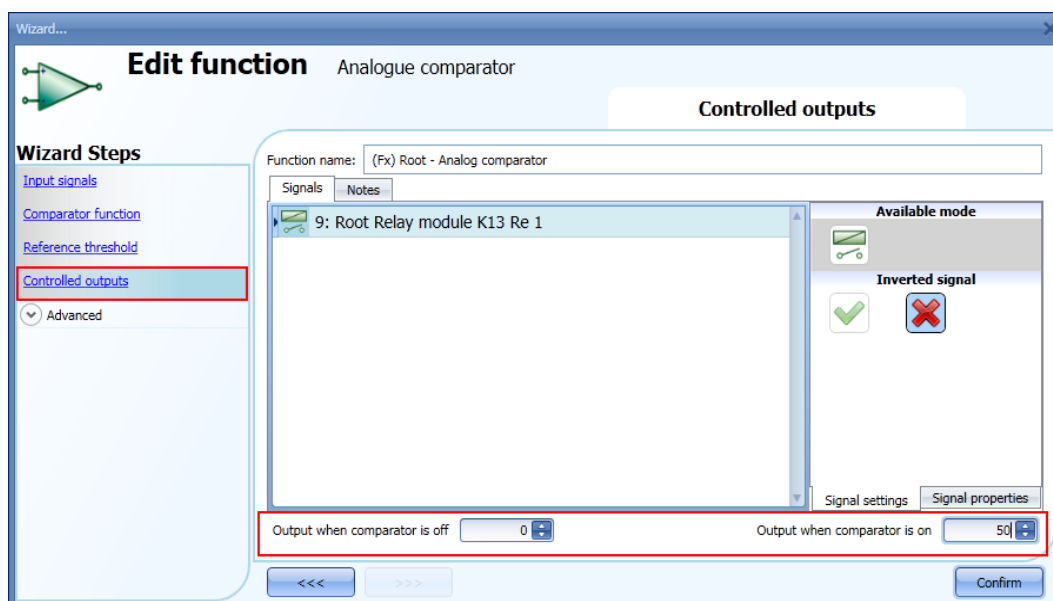 Wizard...
Edit function Analogue comparator
Controlled outputs
Wizard Steps
Input signals
Comparator function
Reference threshold
Controlled outputs
Advanced
Function name: (Fx) Root - Analog comparator
Signals Notes
9: Root Relay module K13 Re 1
Available mode
Inverted signal
Signal settings Signal properties
Output when comparator is off 0 Output when comparator is on 50
<<< >>> Confirm